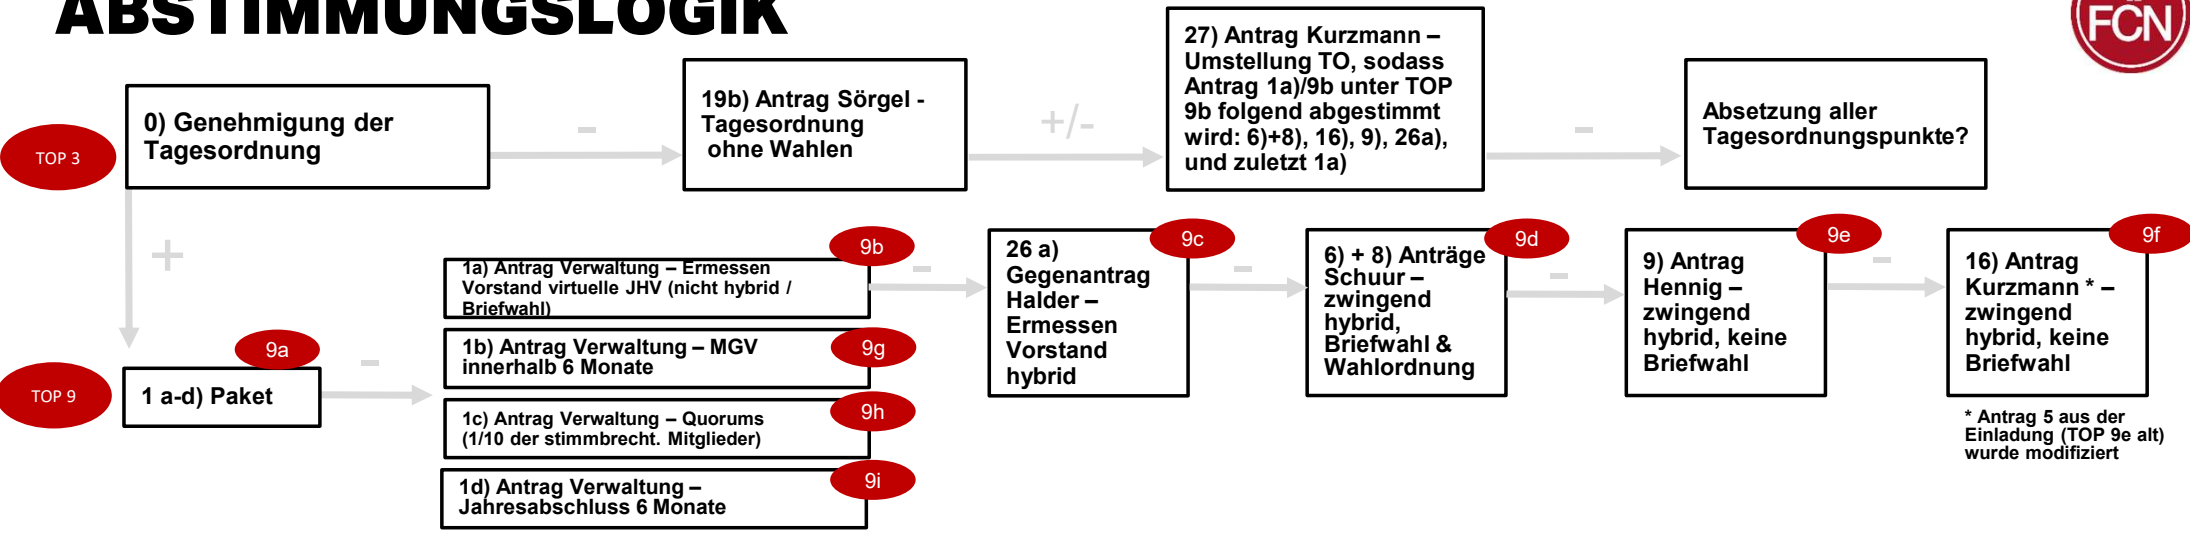 ABSTIMMUNGSLOGIK
FCN
TOP 3
0) Genehmigung der
Tagesordnung
-
19b) Antrag Sörgel -
Tagesordnung
ohne Wahlen
+/-
27) Antrag Kurzmann –
Umstellung TO, sodass
Antrag 1a)/9b unter TOP
9b folgend abgestimmt
wird: 6)+8), 16), 9), 26a),
und zuletzt 1a)
-
Absetzung aller
Tagesordnungspunkte?
+
TOP 9
9a
1 a-d) Paket
-
9b
1a) Antrag Verwaltung – Ermessen
Vorstand virtuelle JHV (nicht hybrid /
Briefwahl)
9g
1b) Antrag Verwaltung – MGV
innerhalb 6 Monate
9h
1c) Antrag Verwaltung – Quorums
(1/10 der stimmbrecht. Mitglieder)
9i
1d) Antrag Verwaltung –
Jahresabschluss 6 Monate
-
9c
26 a)
Gegenantrag
Halder –
Ermessen
Vorstand
hybrid
-
9d
6) + 8) Anträge
Schuur –
zwingend
hybrid,
Briefwahl &
Wahlordnung
-
9e
9) Antrag
Hennig –
zwingend
hybrid, keine
Briefwahl
-
9f
16) Antrag
Kurzmann * –
zwingend
hybrid, keine
Briefwahl
* Antrag 5 aus der
Einladung (TOP 9e alt)
wurde modifiziert